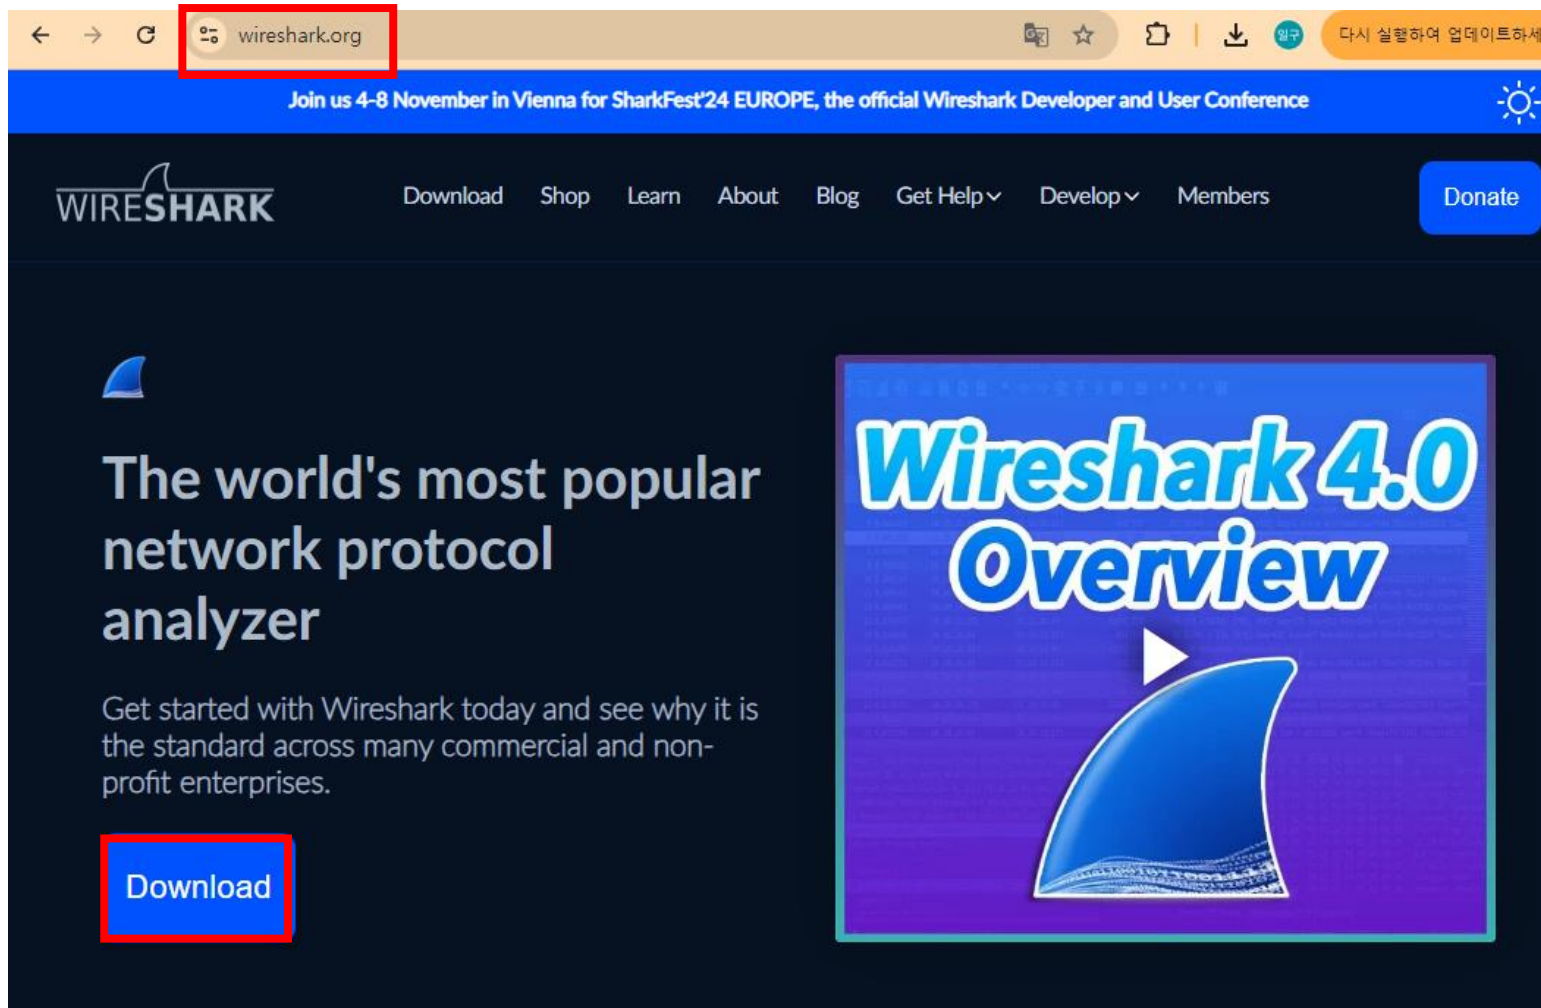 wireshark.org
일구
다시 실행하여 업데이트하세
Join us 4-8 November in Vienna for SharkFest'24 EUROPE, the official Wireshark Developer and User Conference
WIRESHARK
Download Shop Learn About Blog Get Help Develop Members Donate
The world's most popular
network protocol
analyzer
Get started with Wireshark today and see why it is
the standard across many commercial and non-
profit enterprises.
Download
Wireshark 4.0
Overview